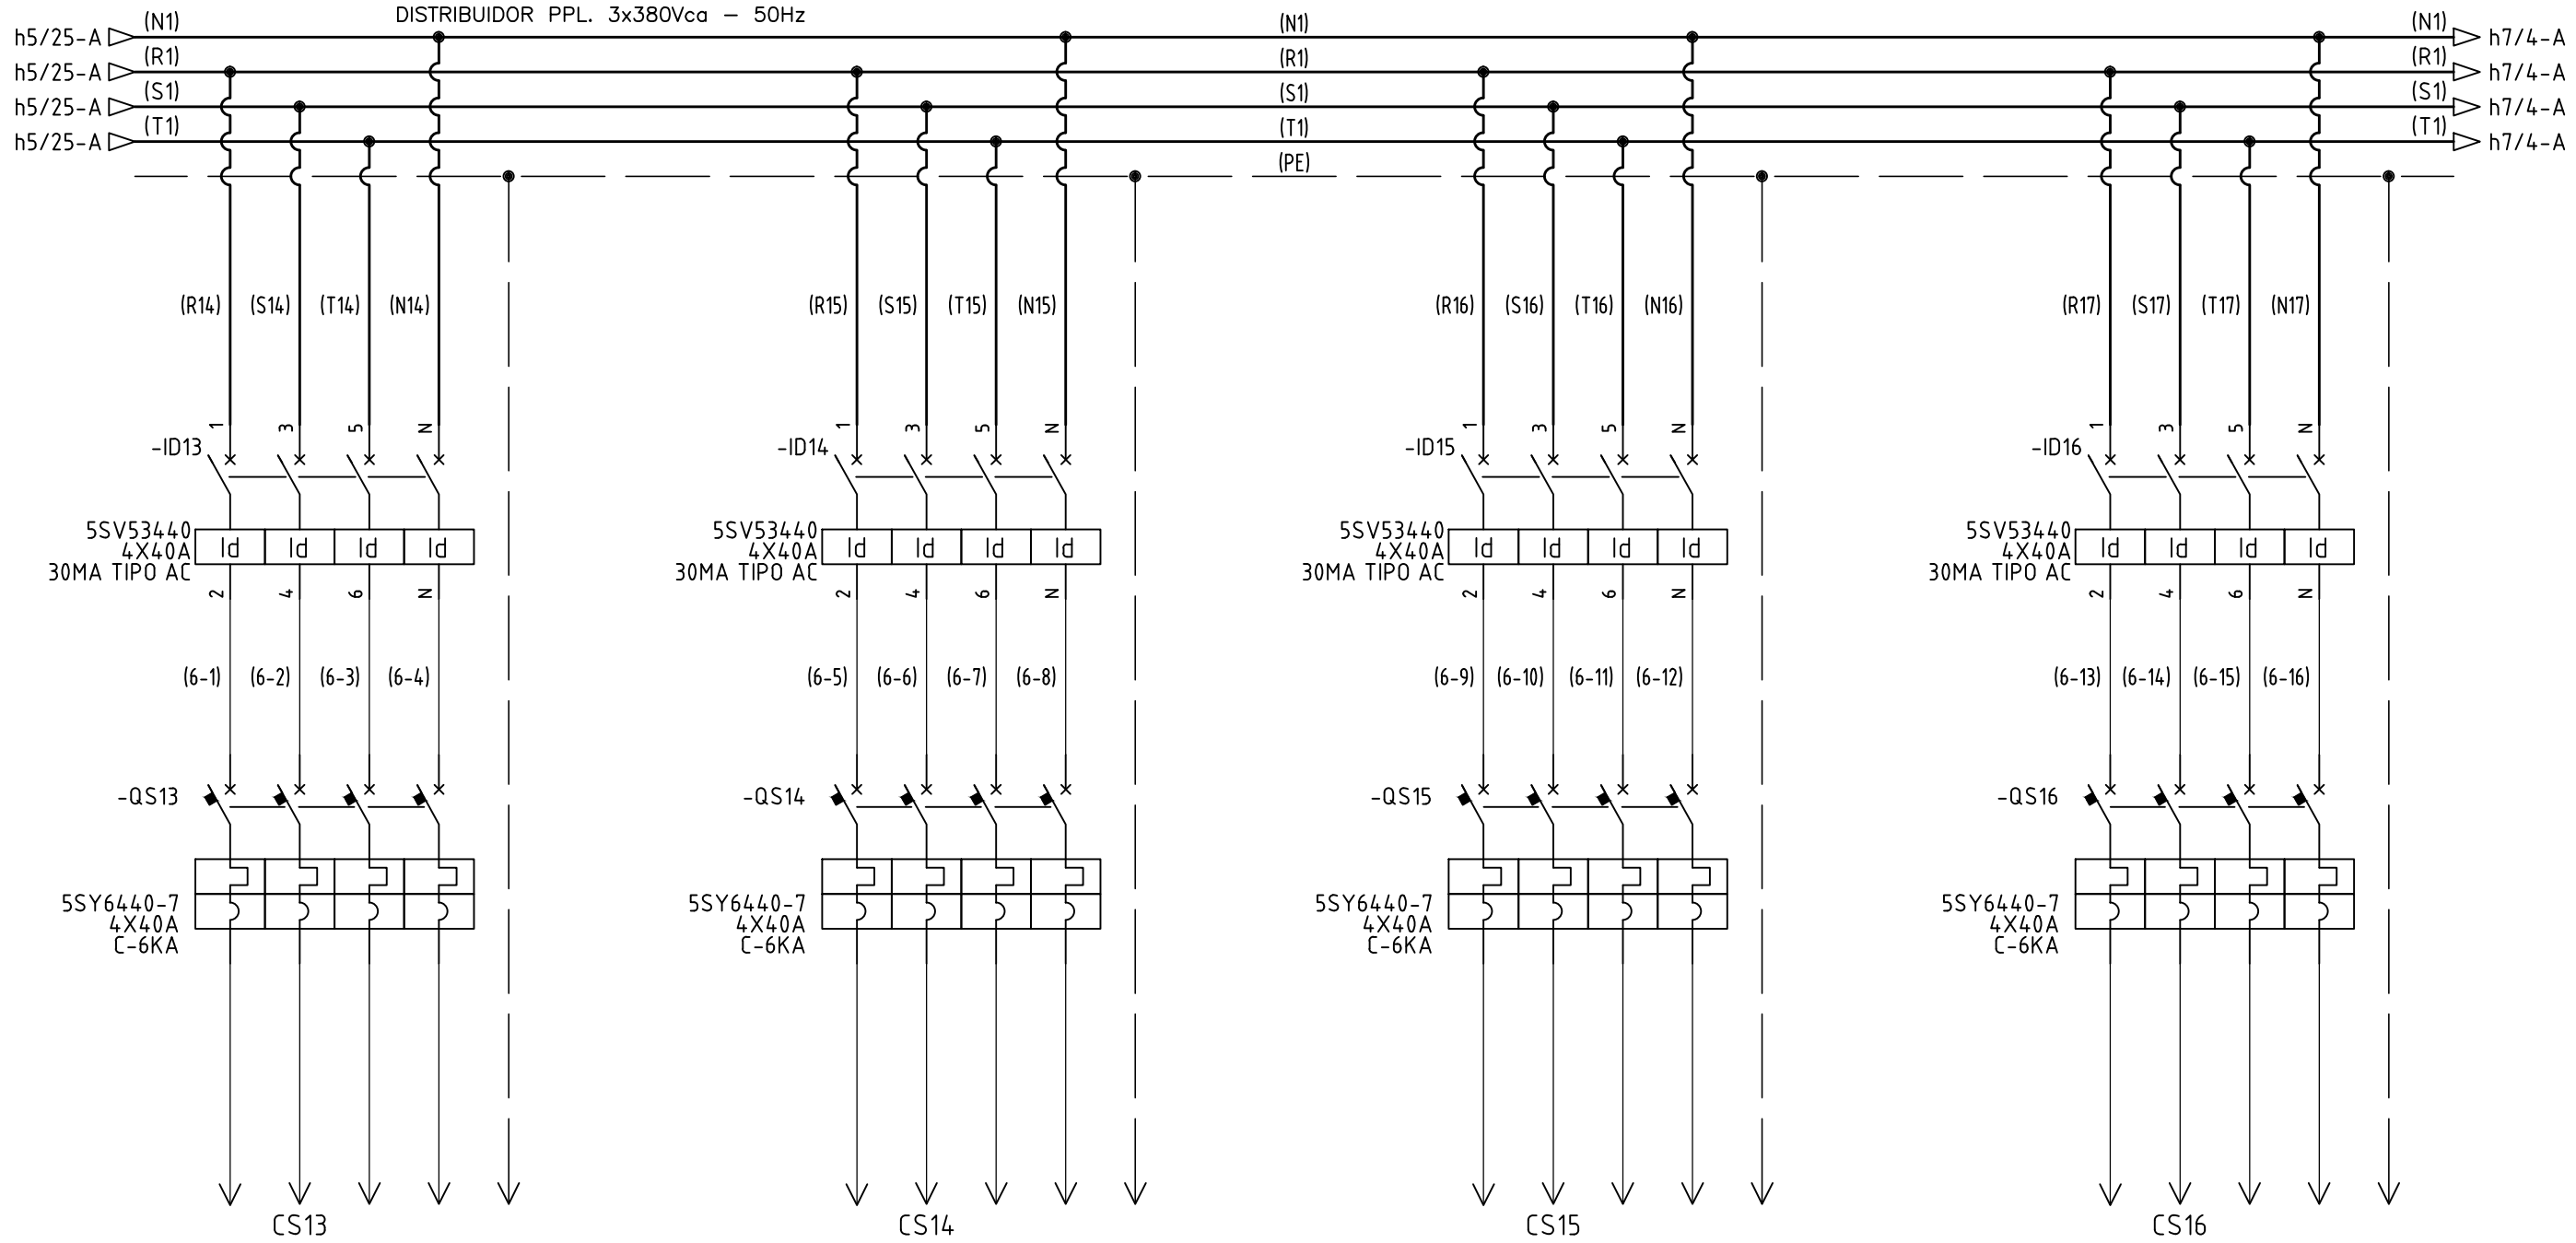 DISTRIBUIDOR PPL. 3x380Vca - 50Hz
h5/25-A (N1) (N1) (N1) h7/4-A
h5/25-A (R1) (R1) (R1) h7/4-A
h5/25-A (S1) (S1) (S1) h7/4-A
h5/25-A (T1) (T1) (T1) h7/4-A
(PE)
(R14) (S14) (T14) (N14) (R15) (S15) (T15) (N15) (R16) (S16) (T16) (N16) (R17) (S17) (T17) (N17)
1 3 5 N 1 3 5 N 1 3 5 N 1 3 5 N
-ID13 -ID14 -ID15 -ID16
5SV53440 5SV53440 5SV53440 5SV53440
4X40A Id Id Id Id 4X40A Id Id Id Id 4X40A Id Id Id Id 4X40A Id Id Id Id
30MA TIPO AC 30MA TIPO AC 30MA TIPO AC 30MA TIPO AC
2 4 6 N 2 4 6 N 2 4 6 N 2 4 6 N
(6-1) (6-2) (6-3) (6-4) (6-5) (6-6) (6-7) (6-8) (6-9) (6-10) (6-11) (6-12) (6-13) (6-14) (6-15) (6-16)
-QS13 -QS14 -QS15 -QS16
5SY6440-7 5SY6440-7 5SY6440-7 5SY6440-7
4X40A 4X40A 4X40A 4X40A
C-6KA C-6KA C-6KA C-6KA
CS13 CS14 CS15 CS16